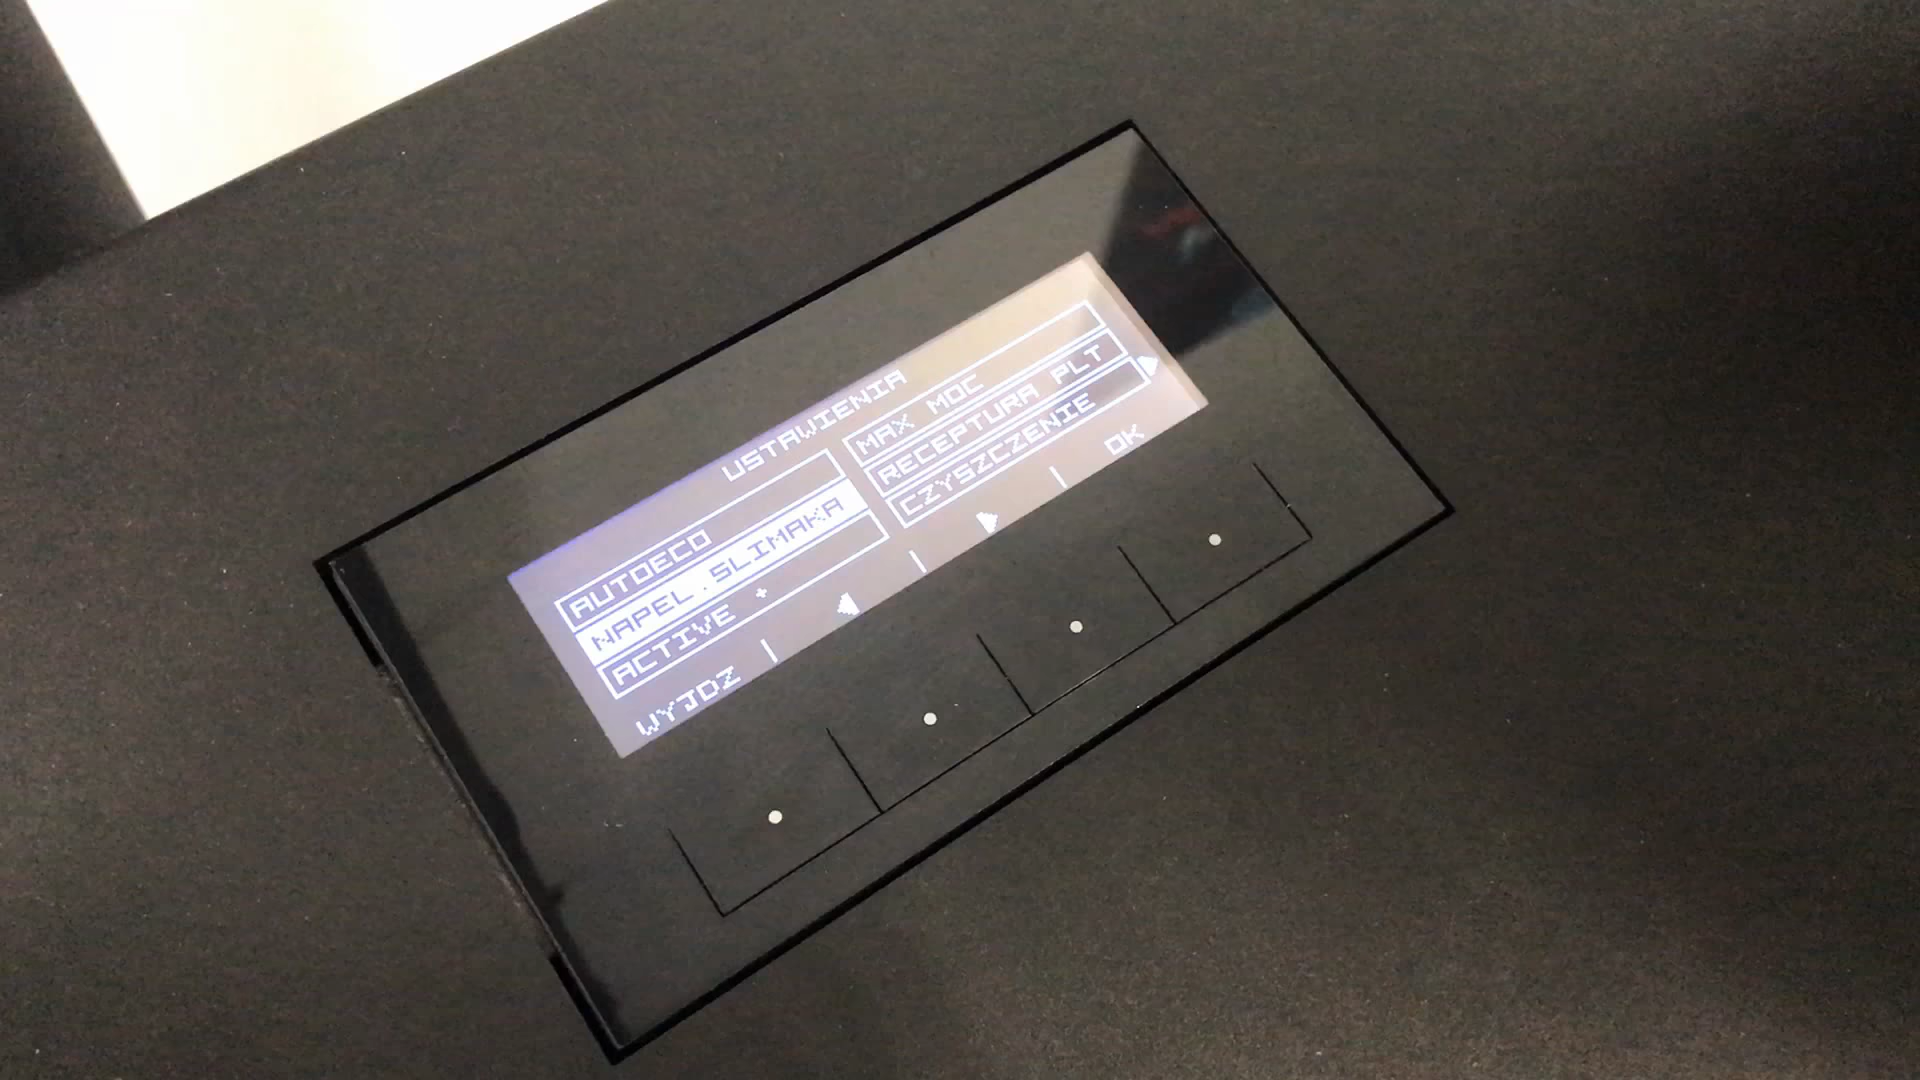 USTAWIENIA
AUTOECO
NAPEL.SLIMAKA
ACTIVE +
MAX MOC
RECEPTURA PLT
CZYSZCZENIE
WYJDZ
OK